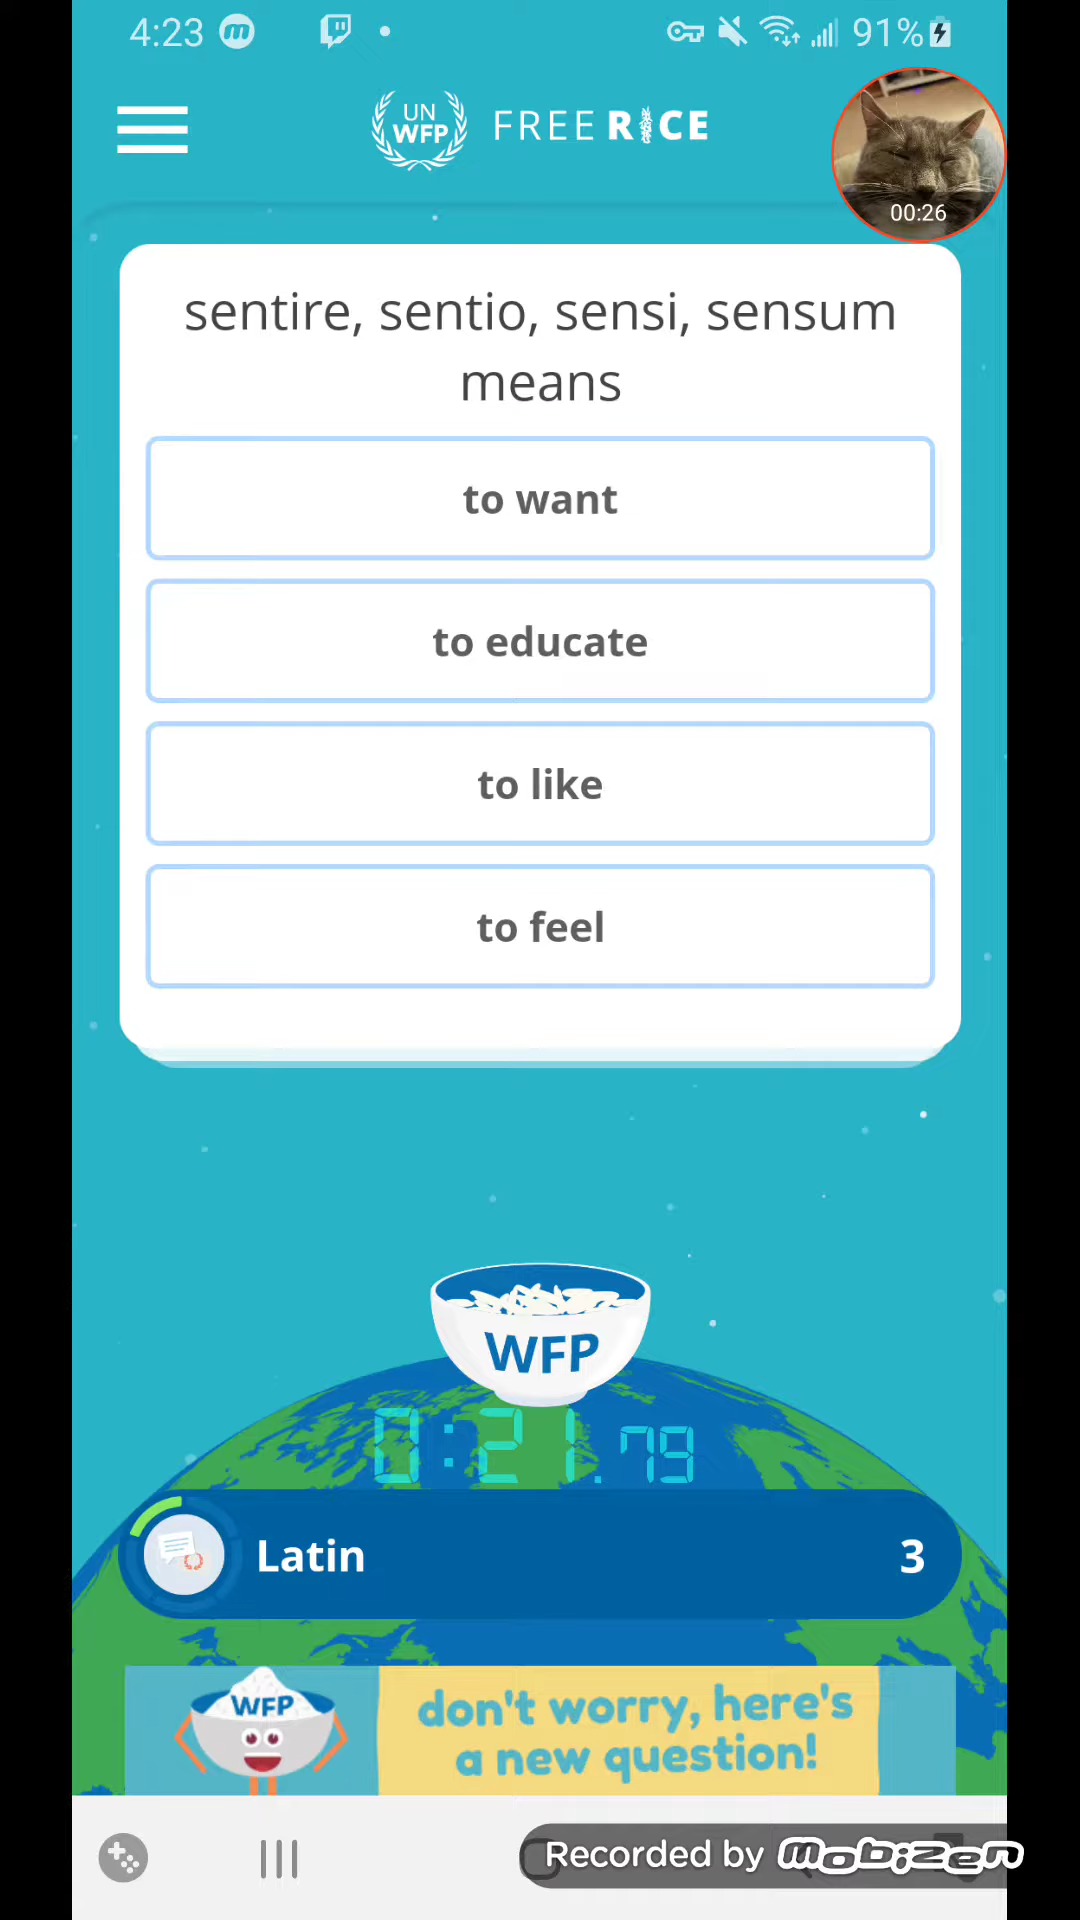 4:23
91%
UN
WFP
FREERICE
00:26
sentire, sentio, sensi, sensum
means
to want
to educate
to like
to feel
WFP
0:21.79
Latin
3
WFP
don't worry, here's
a new question!
Recorded by mobizen